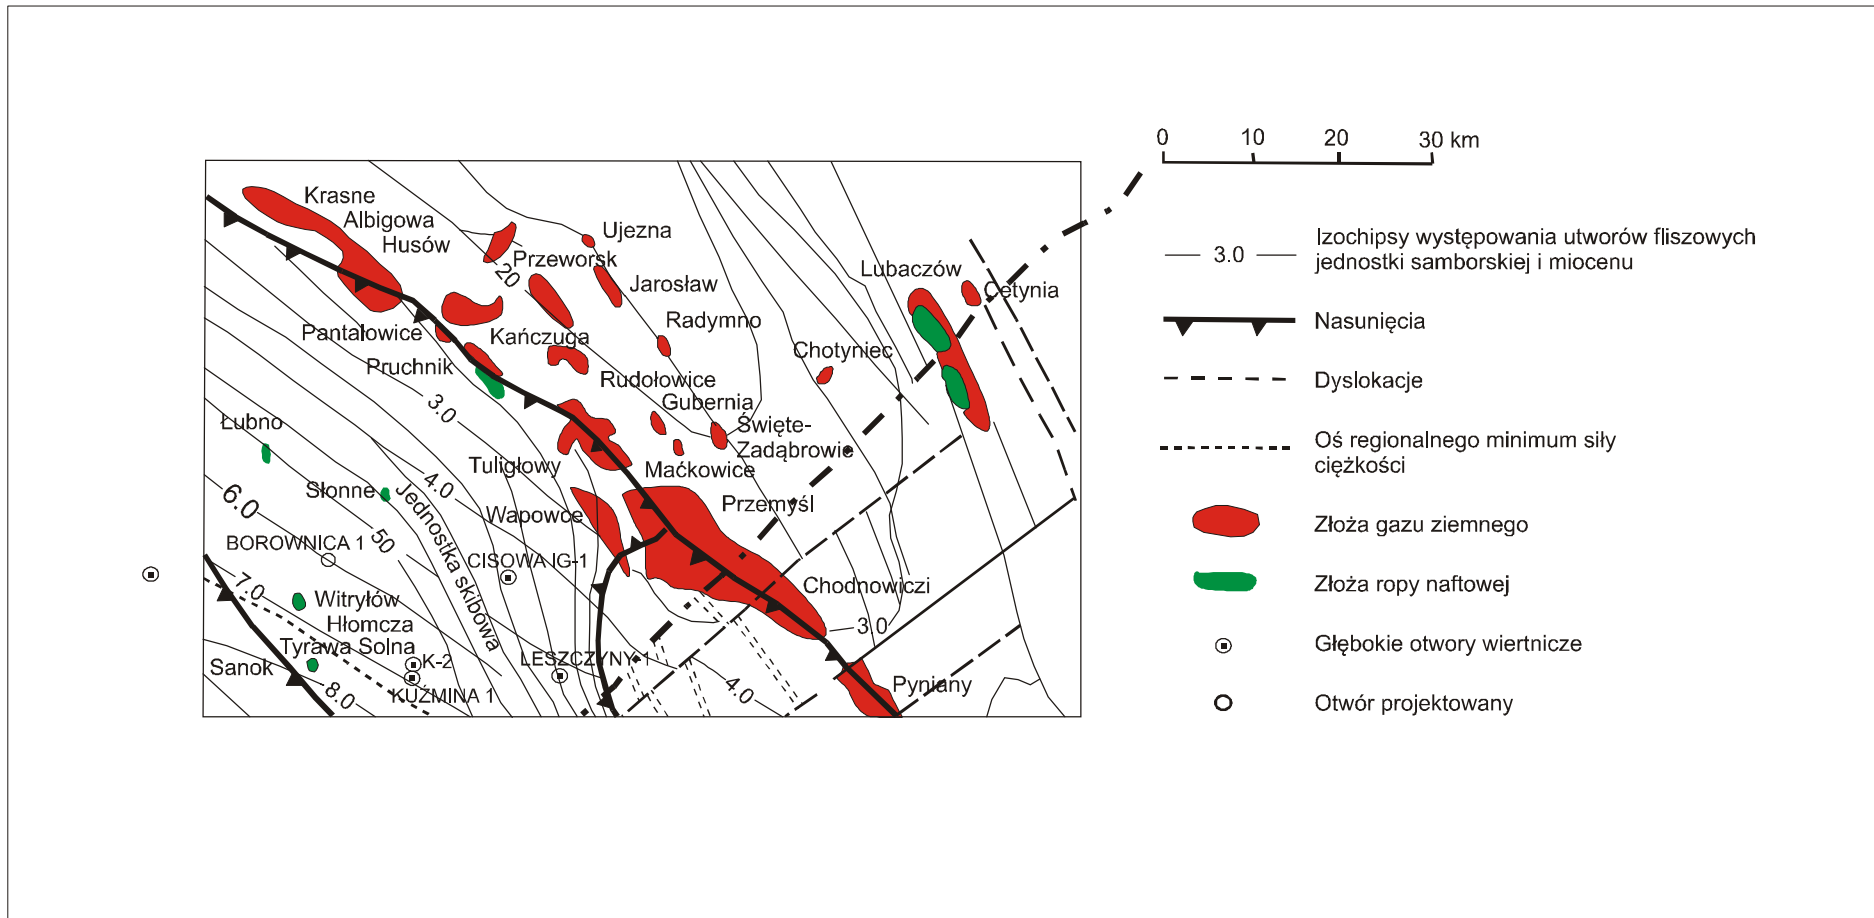 0 10 20 30 km
Krasne
Albigowa
Husów
Ujezna
Przeworsk
20
Jarosław
Lubaczów
Cetynia
Radymno
Pantalowice
Kańczuga
Chotyniec
Pruchnik
Rudołowice
3.0
Gubernia
Łubno
Święte-
Zadąbrowie
Tuligłowy
Maćkowice
4.0
Słonne
Jednostka skibowa
6.0
Przemyśl
Wapowce
50
BOROWNICA 1
CISOWA IG-1
7.0
Chodnowiczi
Witryłów
Hłomcza
3.0
Tyrawa Solna
Sanok
K-2
LESZCZYNY-1
KUŹMINA 1
8.0
4.0
Pyniany
3.0
Izochipsy występowania utworów fliszowych
jednostki samborskiej i miocenu
Nasunięcia
Dyslokacje
Oś regionalnego minimum siły
ciężkości
Złoża gazu ziemnego
Złoża ropy naftowej
Głębokie otwory wiertnicze
Otwór projektowany